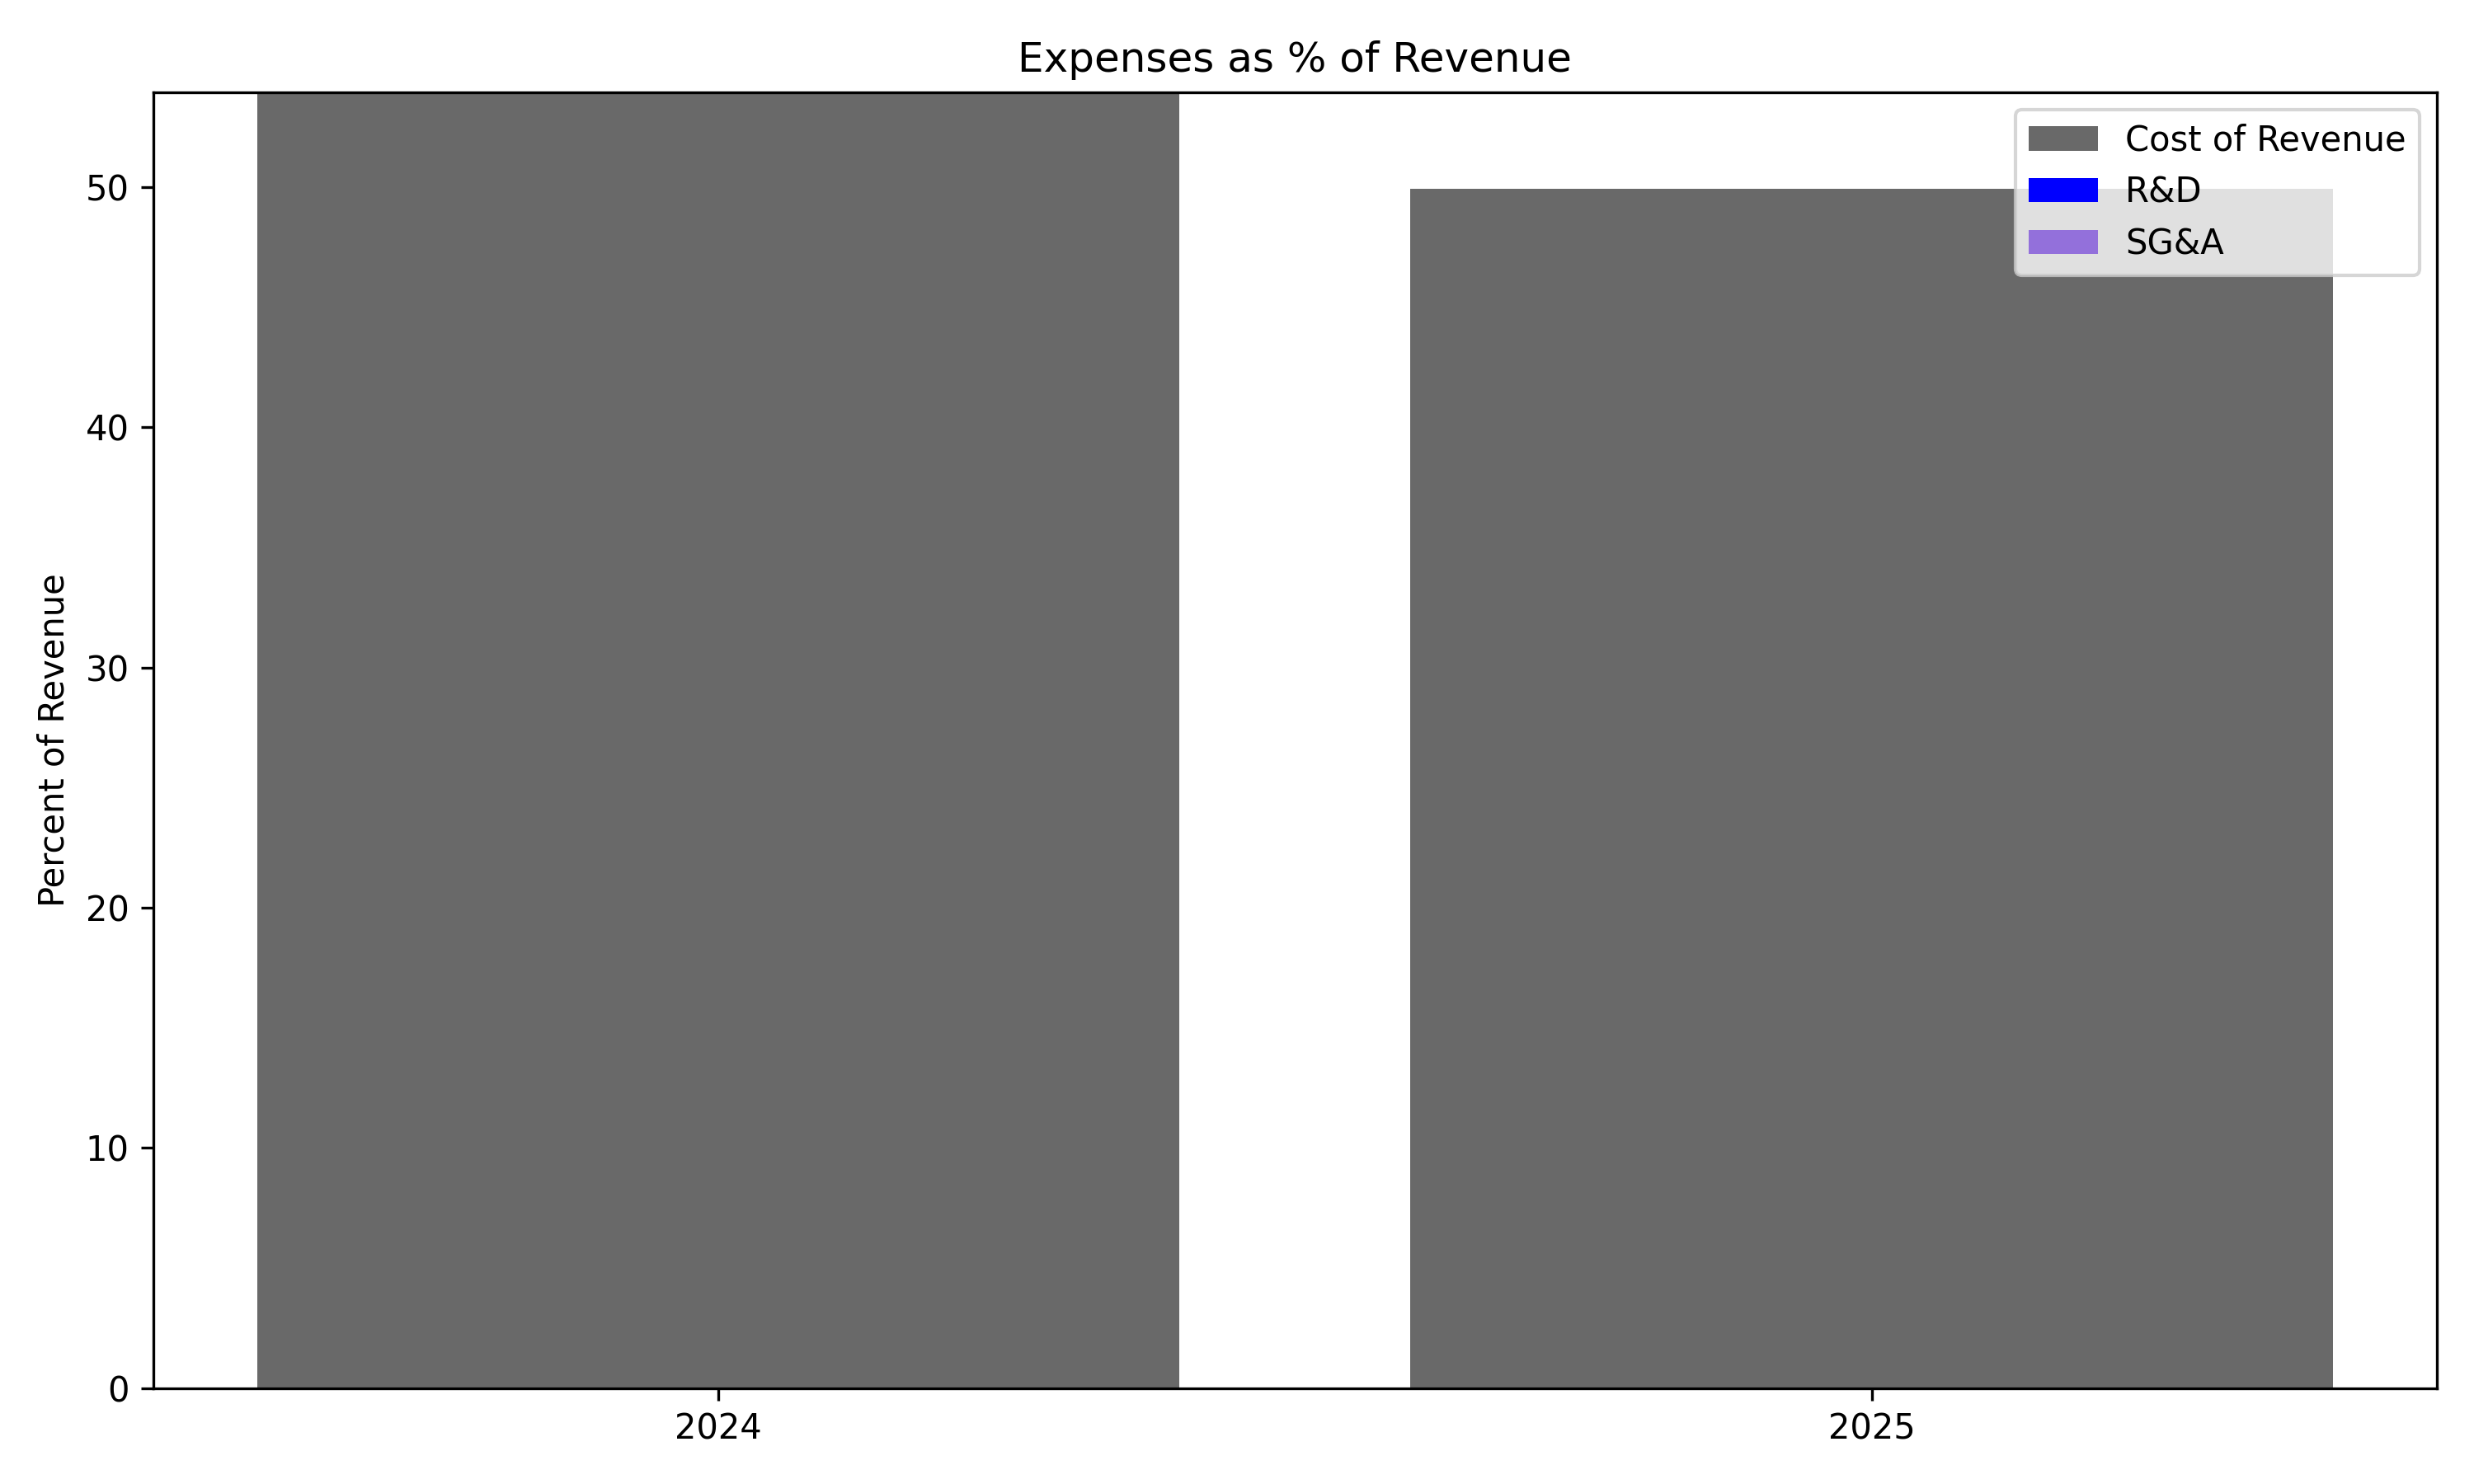 Expenses as % of Revenue
Cost of Revenue
R&D
SG&A
Percent of Revenue
50
40
30
20
10
0
2024
2025